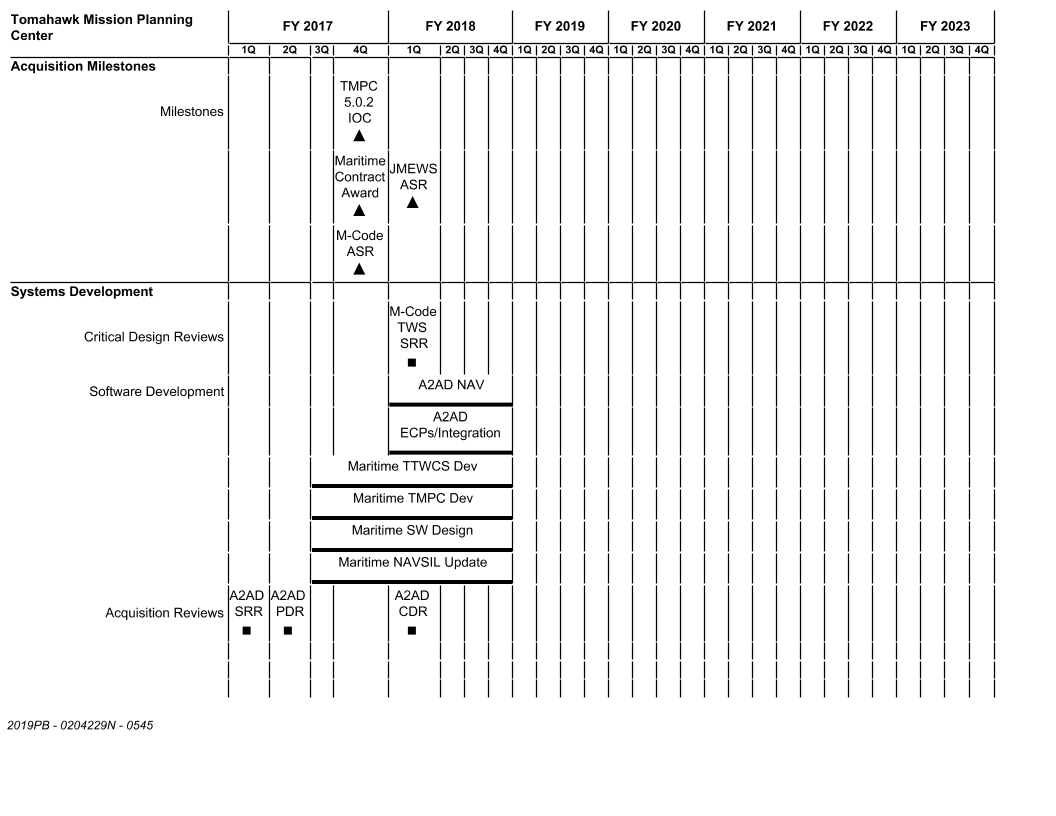 Tomahawk Mission Planning
Center
FY 2017 FY 2018 FY 2019 FY 2020 FY 2021 FY 2022 FY 2023
1Q 2Q 3Q 4Q 1Q 2Q 3Q 4Q 1Q 2Q 3Q 4Q 1Q 2Q 3Q 4Q 1Q 2Q 3Q 4Q 1Q 2Q 3Q 4Q 1Q 2Q 3Q 4Q
Acquisition Milestones
Milestones
TMPC
5.0.2
IOC
Maritime
Contract
Award
JMEWS
ASR
M-Code
ASR
Systems Development
Critical Design Reviews
M-Code
TWS
SRR
Software Development
A2AD NAV
A2AD
ECPs/Integration
Maritime TTWCS Dev
Maritime TMPC Dev
Maritime SW Design
Maritime NAVSIL Update
Acquisition Reviews
A2AD
SRR
A2AD
PDR
A2AD
CDR
2019PB - 0204229N - 0545